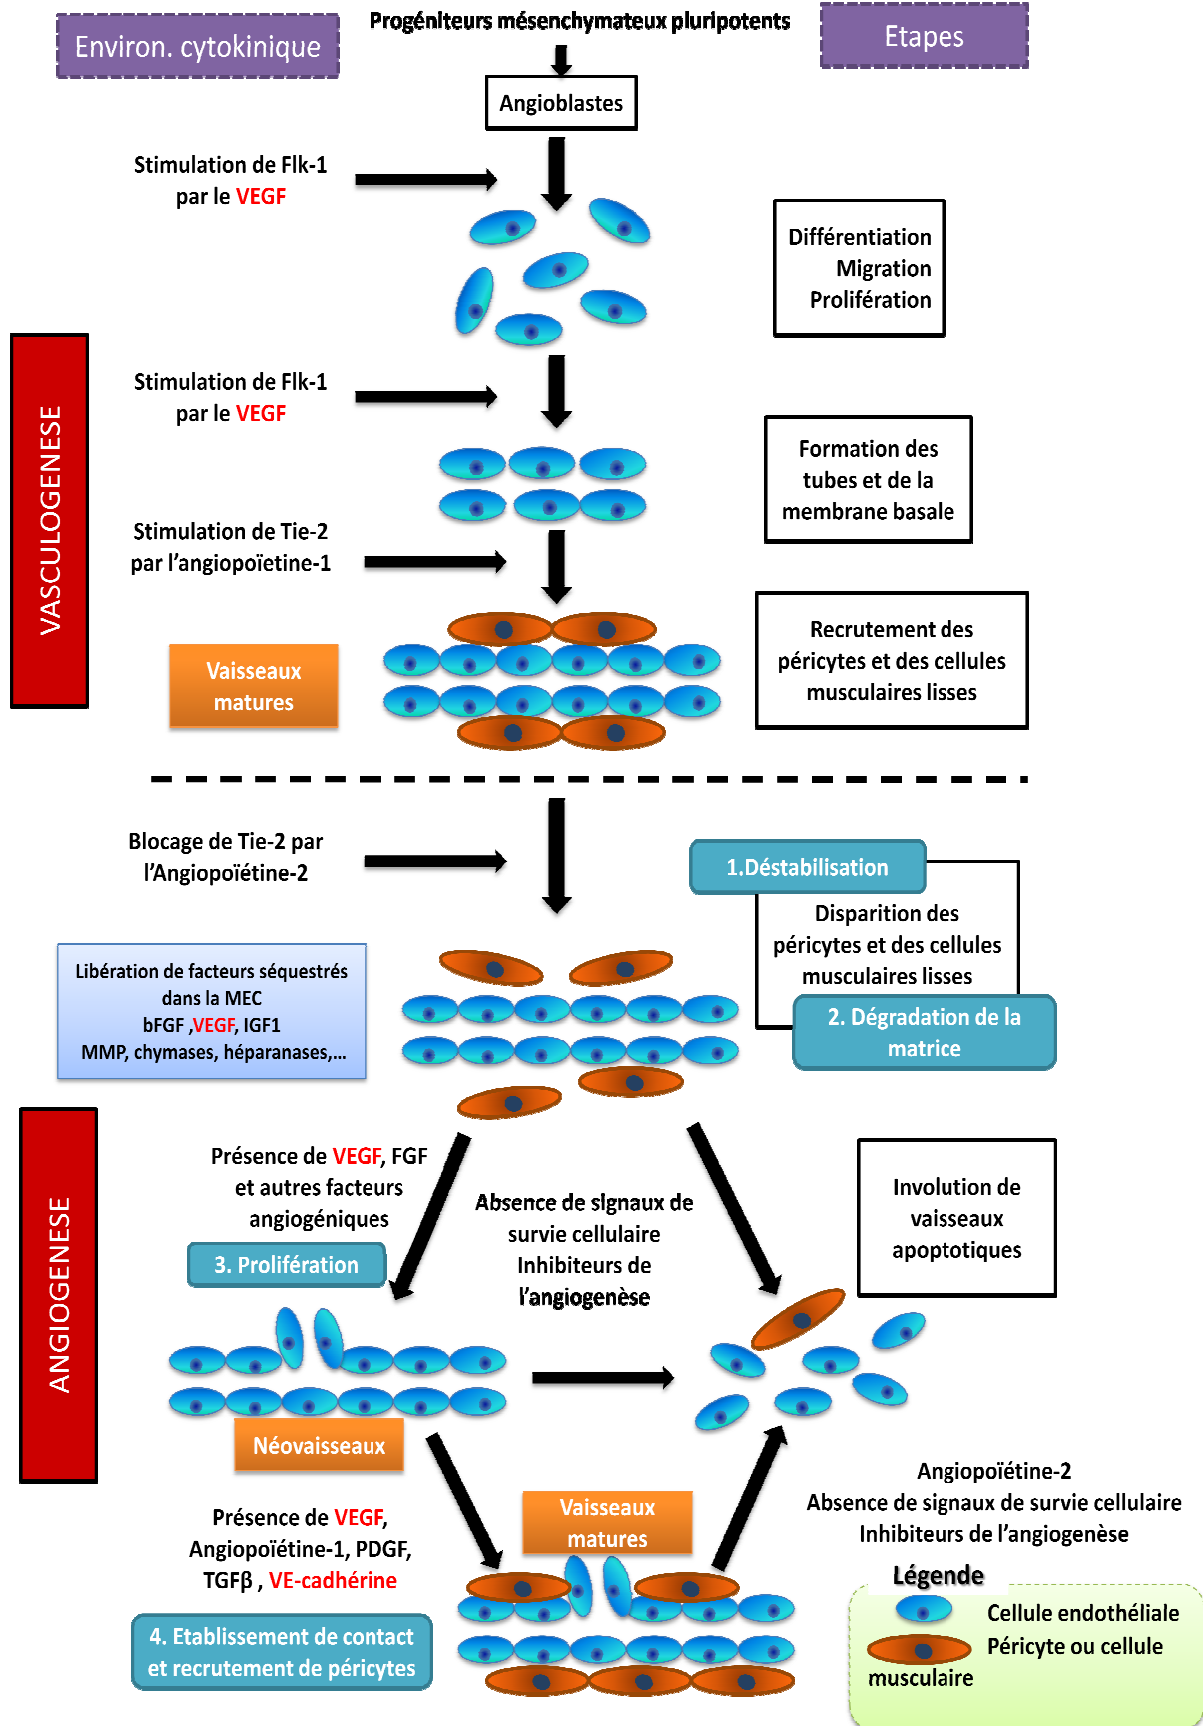 Environ. cytokinique
Progéniteurs mésenchymateux pluripotents
Etapes
Angioblastes
Stimulation de Flk-1
par le VEGF
Différentiation
Migration
Prolifération
VASCULOGENESE
Stimulation de Flk-1
par le VEGF
Formation des
tubes et de la
membrane basale
Stimulation de Tie-2
par l'angiopoïetine-1
Recrutement des
péricytes et des cellules
musculaires lisses
Vaisseaux
matures
Blocage de Tie-2 par
l'Angiopoïétine-2
1.Déstabilisation
Disparition des
péricytes et des cellules
musculaires lisses
2. Dégradation de la
matrice
Libération de facteurs séquestrés
dans la MEC
bFGF ,VEGF, IGF1
MMP, chymases, héparanases,...
ANGIOGENESE
Présence de VEGF, FGF
et autres facteurs
angiogéniques
3. Prolifération
Absence de signaux de
survie cellulaire
Inhibiteurs de
l'angiogenèse
Involution de
vaisseaux
apoptotiques
Néovaisseaux
Présence de VEGF,
Angiopoïétine-1, PDGF,
TGFβ , VE-cadhérine
4. Etablissement de contact
et recrutement de péricytes
Vaisseaux
matures
Angiopoïétine-2
Absence de signaux de survie cellulaire
Inhibiteurs de l'angiogenèse
Légende
Cellule endothéliale
Péricyte ou cellule
musculaire